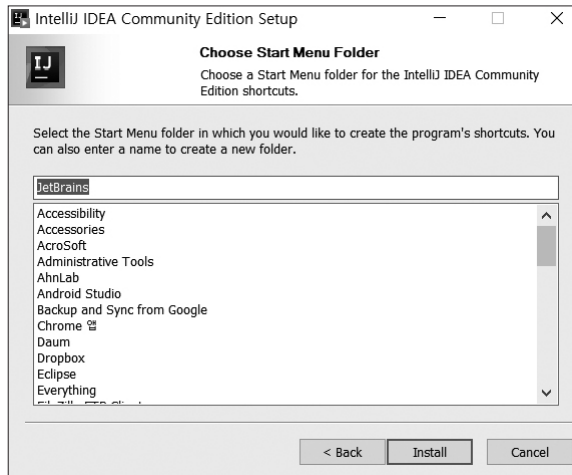 IntelliJ IDEA Community Edition Setup
IJ
Choose Start Menu Folder
Choose a Start Menu folder for the IntelliJ IDEA Community
Edition shortcuts.
Select the Start Menu folder in which you would like to create the program's shortcuts. You
can also enter a name to create a new folder.
JetBrains
Accessibility
Accessories
AcroSoft
Administrative Tools
AhnLab
Android Studio
Backup and Sync from Google
Chrome 앱
Daum
Dropbox
Eclipse
Everything
< Back
Install
Cancel